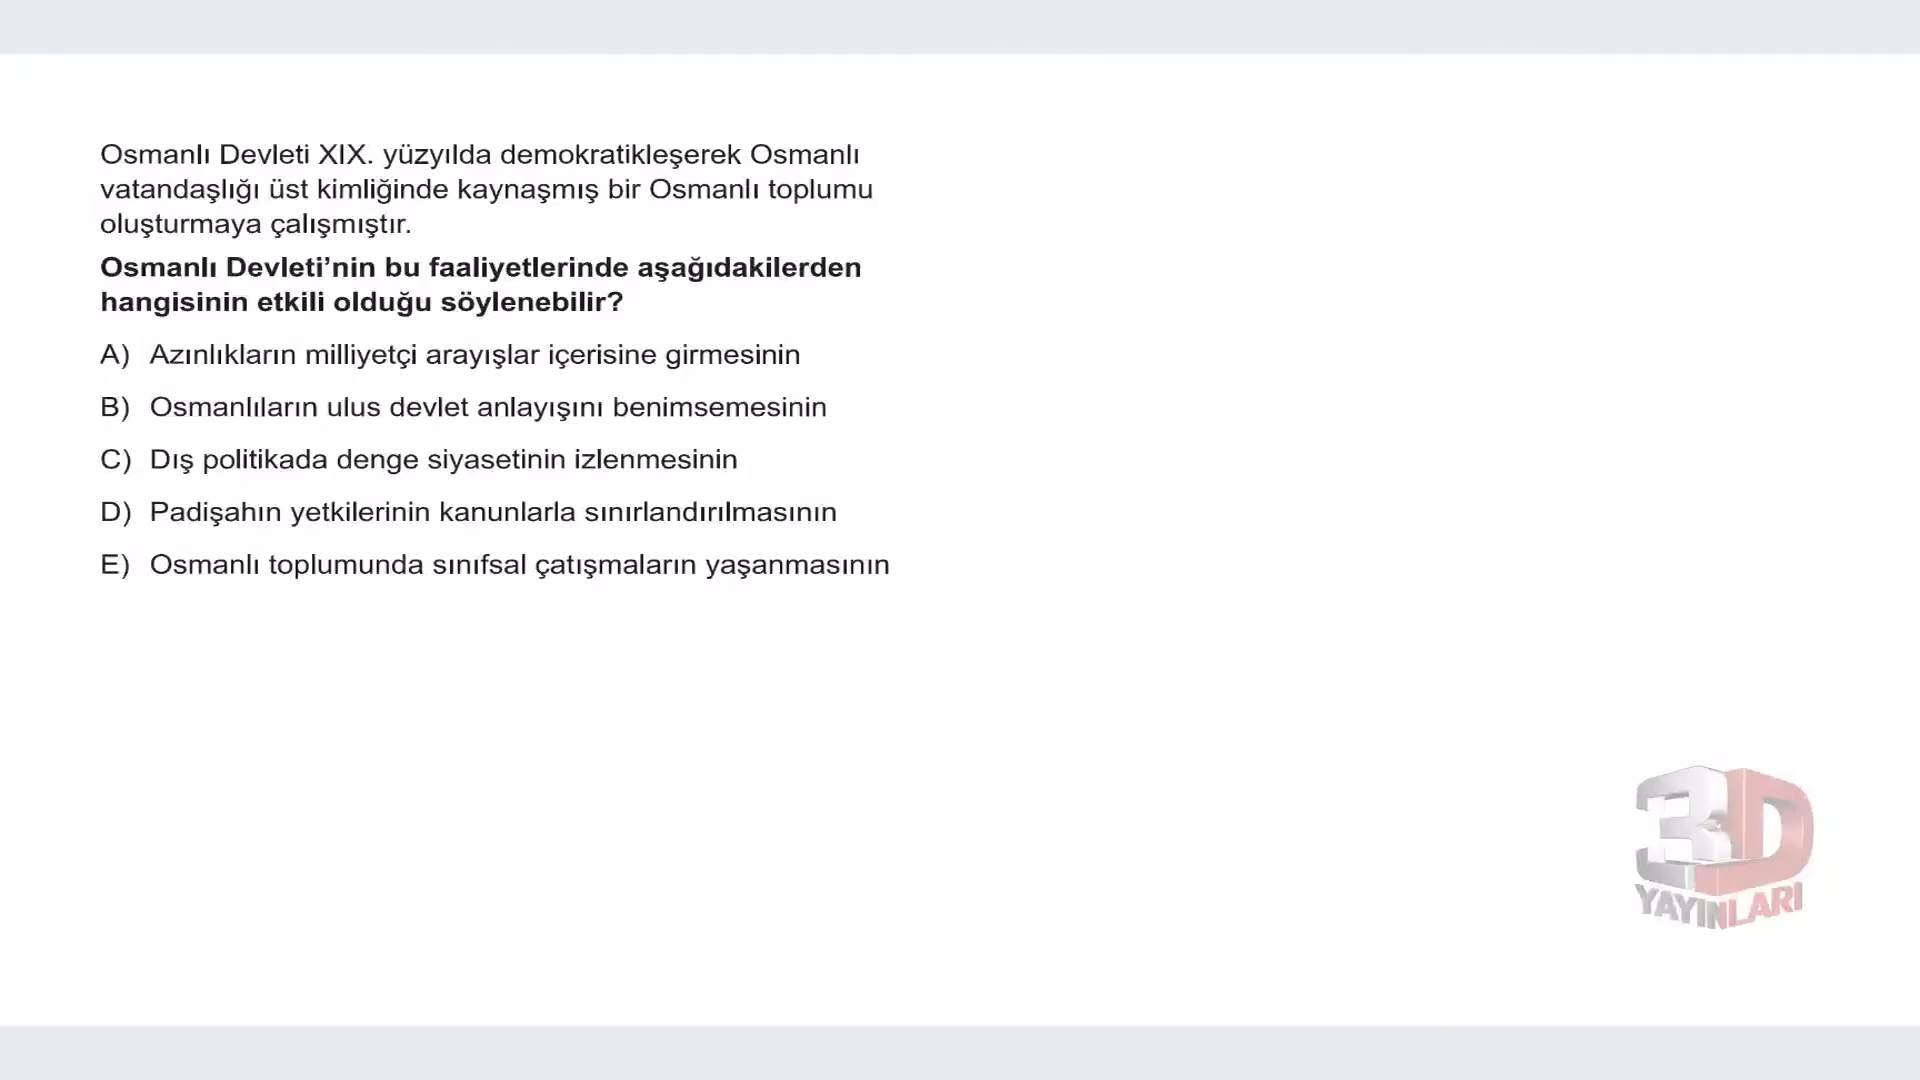 Osmanlı Devleti XIX. yüzyılda demokratikleşerek Osmanlı
vatandaşlığı üst kimliğinde kaynaşmış bir Osmanlı toplumu
oluşturmaya çalışmıştır.
Osmanlı Devleti’nin bu faaliyetlerinde aşağıdakilerden
hangisinin etkili olduğu söylenebilir?
A) Azınlıkların milliyetçi arayışlar içerisine girmesinin
B) Osmanlıların ulus devlet anlayışını benimsemesinin
C) Dış politikada denge siyasetinin izlenmesinin
D) Padişahın yetkilerinin kanunlarla sınırlandırılmasının
E) Osmanlı toplumunda sınıfsal çatışmaların yaşanmasının
3D
YAYINLARI